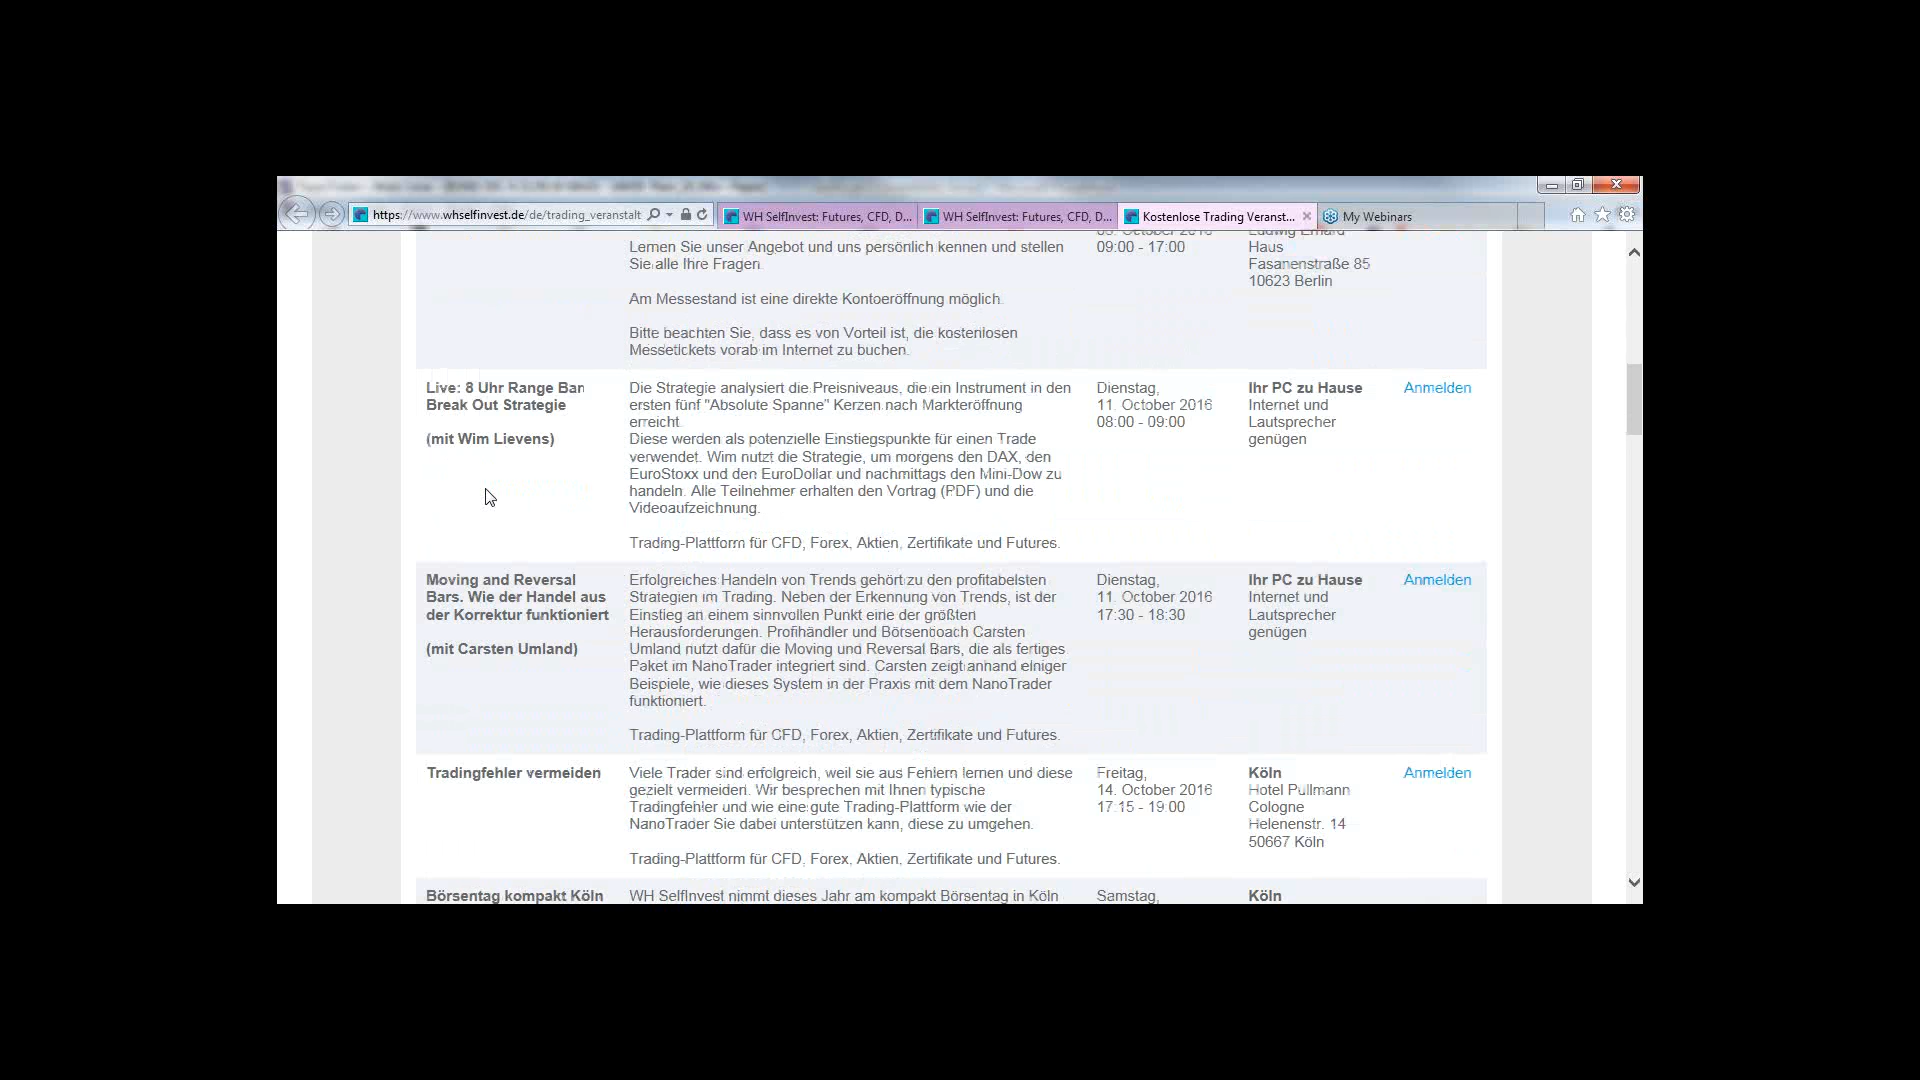 https://www.whselfinvest.de/de/trading_veranstalt
WH SelfInvest: Futures, CFD, D...
WH SelfInvest: Futures, CFD, D...
Kostenlose Trading Veranst...
My Webinars
Lernen Sie unser Angebot und uns persönlich kennen und stellen
Sie alle Ihre Fragen.
Am Messestand ist eine direkte Kontoeröffnung möglich.
Bitte beachten Sie, dass es von Vorteil ist, die kostenlosen
Messetickets vorab im Internet zu buchen.
October 2016
09:00 - 17:00
Ludwig Erhard
Haus
Fasanenstraße 85
10623 Berlin
Live: 8 Uhr Range Bar
Break Out Strategie
(mit Wim Lievens)
Die Strategie analysiert die Preisniveaus, die ein Instrument in den
ersten fünf "Absolute Spanne" Kerzen nach Markteröffnung
erreicht.
Diese werden als potenzielle Einstiegspunkte für einen Trade
verwendet. Wim nutzt die Strategie, um morgens den DAX, den
EuroStoxx und den EuroDollar und nachmittags den Mini-Dow zu
handeln. Alle Teilnehmer erhalten den Vortrag (PDF) und die
Videoaufzeichnung.
Trading-Plattform für CFD, Forex, Aktien, Zertifikate und Futures.
Dienstag,
11. October 2016
08:00 - 09:00
Ihr PC zu Hause
Internet und
Lautsprecher
genügen
Anmelden
Moving and Reversal
Bars. Wie der Handel aus
der Korrektur funktioniert
(mit Carsten Umland)
Erfolgreiches Handeln von Trends gehört zu den profitabelsten
Strategien im Trading. Neben der Erkennung von Trends, ist der
Einstieg an einem sinnvollen Punkt eine der größten
Herausforderungen. Profihändler und Börsencoach Carsten
Umland nutzt dafür die Moving und Reversal Bars, die als fertiges
Paket im NanoTrader integriert sind. Carsten zeigt anhand einiger
Beispiele, wie dieses System in der Praxis mit dem NanoTrader
funktioniert.
Trading-Plattform für CFD, Forex, Aktien, Zertifikate und Futures.
Dienstag,
11. October 2016
17:30 - 18:30
Ihr PC zu Hause
Internet und
Lautsprecher
genügen
Anmelden
Tradingfehler vermeiden
Viele Trader sind erfolgreich, weil sie aus Fehlern lernen und diese
gezielt vermeiden. Wir besprechen mit Ihnen typische
Tradingfehler und wie eine gute Trading-Plattform wie der
NanoTrader Sie dabei unterstützen kann, diese zu umgehen.
Trading-Plattform für CFD, Forex, Aktien, Zertifikate und Futures.
Freitag,
14. October 2016
17:15 - 19:00
Köln
Hotel Pullmann
Cologne
Helenenstr. 14
50667 Köln
Anmelden
Börsentag kompakt Köln
WH SelfInvest nimmt dieses Jahr am kompakt Börsentag in Köln
Samstag,
Köln